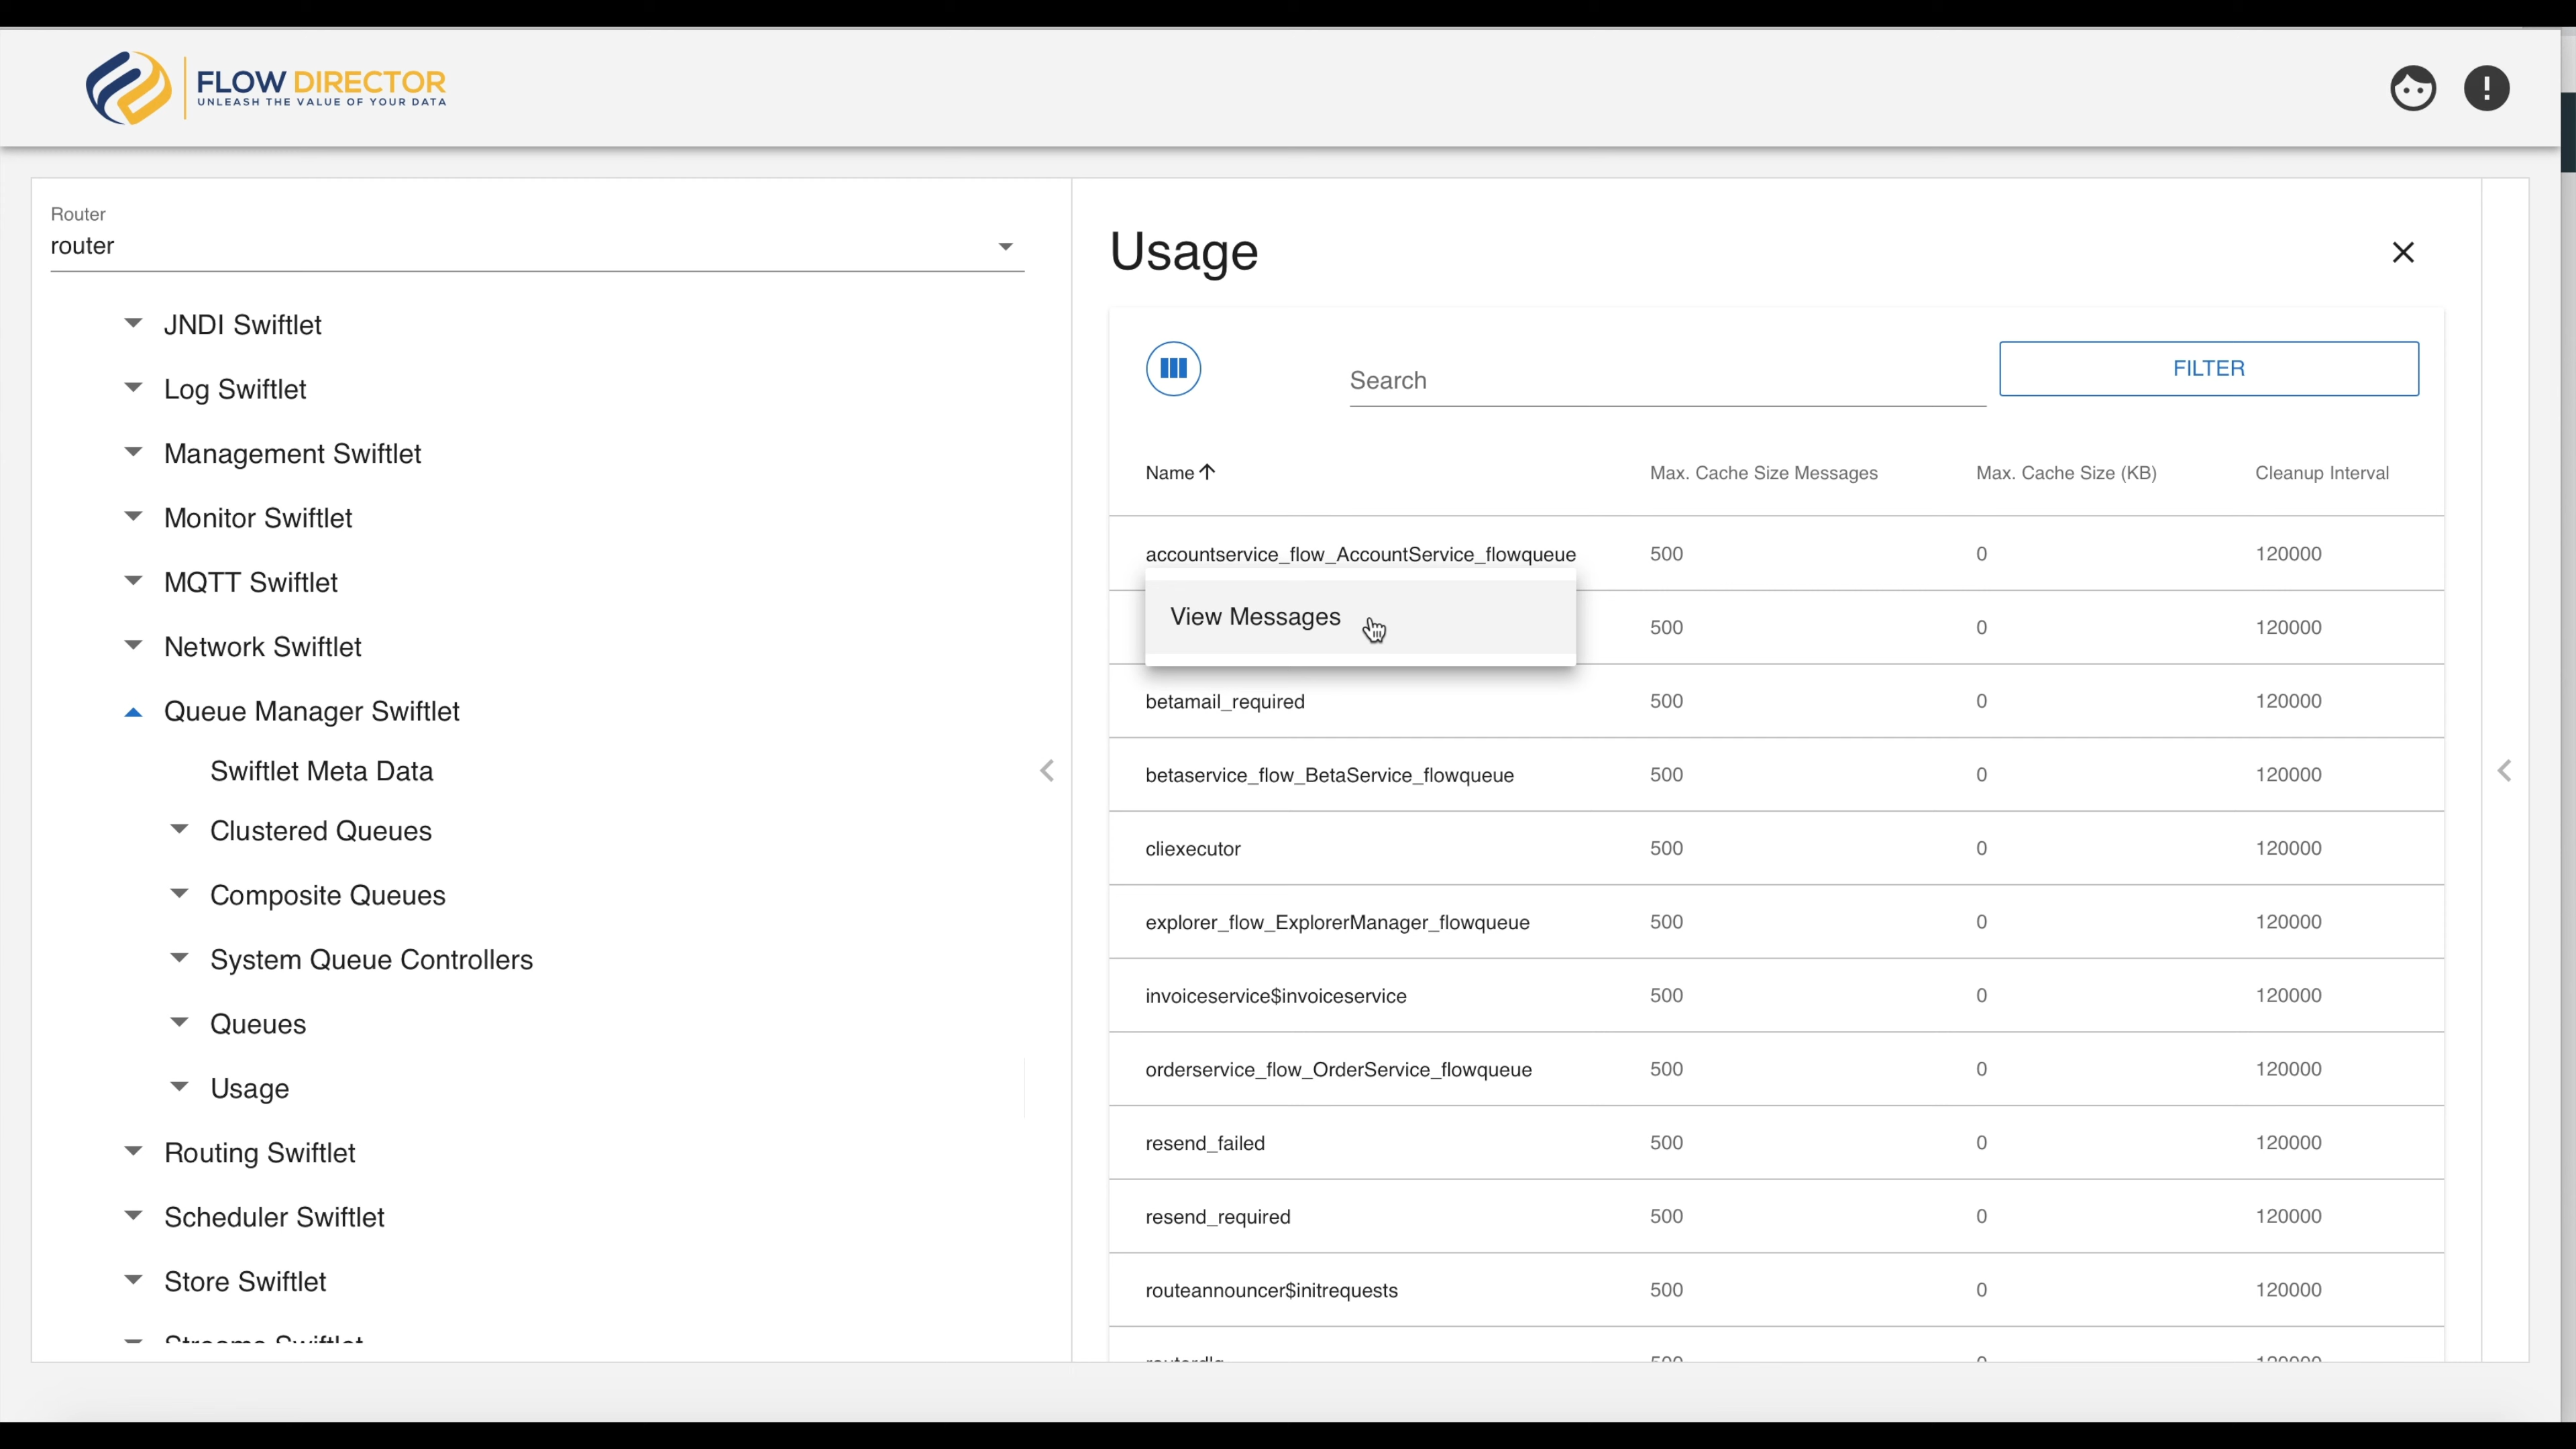 FLOW DIRECTOR
UNLEASH THE VALUE OF YOUR DATA
Router
router
JNDI Swiftlet
Log Swiftlet
Management Swiftlet
Monitor Swiftlet
MQTT Swiftlet
Network Swiftlet
Queue Manager Swiftlet
Swiftlet Meta Data
Clustered Queues
Composite Queues
System Queue Controllers
Queues
Usage
Routing Swiftlet
Scheduler Swiftlet
Store Swiftlet
Streams Swiftlet
Usage
Search
FILTER
Name Max. Cache Size Messages Max. Cache Size (KB) Cleanup Interval
accountservice_flow_AccountService_flowqueue 500 0 120000
View Messages 500 0 120000
betamail_required 500 0 120000
betaservice_flow_BetaService_flowqueue 500 0 120000
cliexecutor 500 0 120000
explorer_flow_ExplorerManager_flowqueue 500 0 120000
invoiceservice$invoiceservice 500 0 120000
orderservice_flow_OrderService_flowqueue 500 0 120000
resend_failed 500 0 120000
resend_required 500 0 120000
routeannouncer$initrequests 500 0 120000
500 0 120000